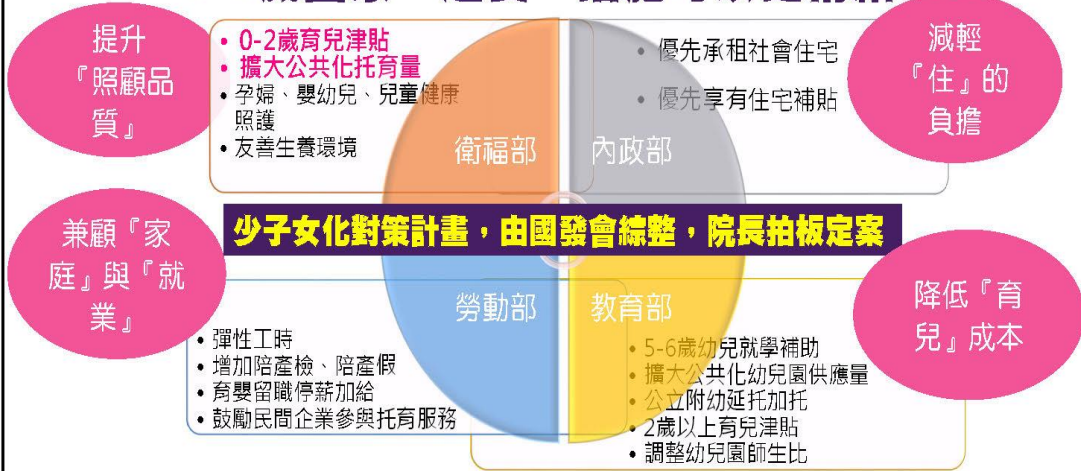 提升
『照顧品
質』
• 0-2歲育兒津貼
• 擴大公共化托育量
• 孕婦、嬰幼兒、兒童健康
照護
• 友善生養環境
衛福部
• 優先承租社會住宅
• 優先享有住宅補貼
內政部
減輕
『住』的
負擔
少子女化對策計畫，由國發會綜整，院長拍板定案
兼顧『家
庭』與『就
業』
勞動部
• 彈性工時
• 增加陪產檢、陪產假
• 育嬰留職停薪加給
• 鼓勵民間企業參與托育服務
教育部
• 5-6歲幼兒就學補助
• 擴大公共化幼兒園供應量
• 公立附幼延托加托
• 2歲以上育兒津貼
• 調整幼兒園師生比
降低『育
兒』成本